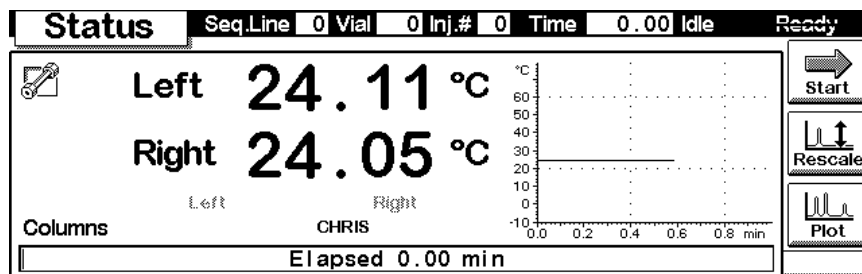 Status Seq.Line 0 Vial 0 Inj.# 0 Time 0.00 Idle Ready
Left 24.11 °C
Right 24.05 °C
Left Right
Columns CHRIS
Elapsed 0.00 min
°C
60
50
40
30
20
10
0
-10
0.0 0.2 0.4 0.6 0.8 min
Start
Rescale
Plot